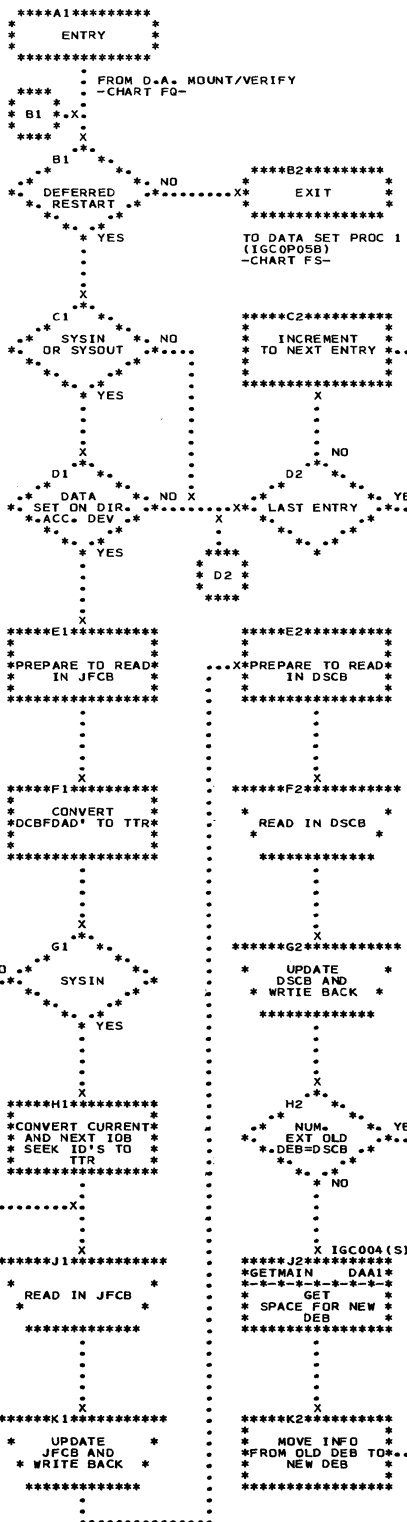 A1
ENTRY
FROM D.A. MOUNT/VERIFY
-CHART FQ-
B1
B1
DEFERRED
RESTART
NO
YES
B2
EXIT
TO DATA SET PROC 1
(IGC0P05B)
-CHART FS-
C1
SYSIN
OR SYSOUT
NO
YES
C2
INCREMENT
TO NEXT ENTRY
D1
DATA
SET ON DIR.
ACC. DEV
NO
YES
NO
D2
LAST ENTRY
D2
E1
PREPARE TO READ
IN JFCB
E2
PREPARE TO READ
IN DSCB
F1
CONVERT
DCBFDAD' TO TTR
F2
READ IN DSCB
G1
SYSIN
YES
G2
UPDATE
DSCB AND
WRTIE BACK
H1
CONVERT CURRENT
AND NEXT IOB
SEEK ID'S TO
TTR
H2
NUM.
EXT OLD
DEB=DSCB
NO
J1
READ IN JFCB
IGC004(S)
J2
GETMAIN DAA1
GET
SPACE FOR NEW
DEB
K1
UPDATE
JFCB AND
WRITE BACK
K2
MOVE INFO
FROM OLD DEB TO
NEW DEB